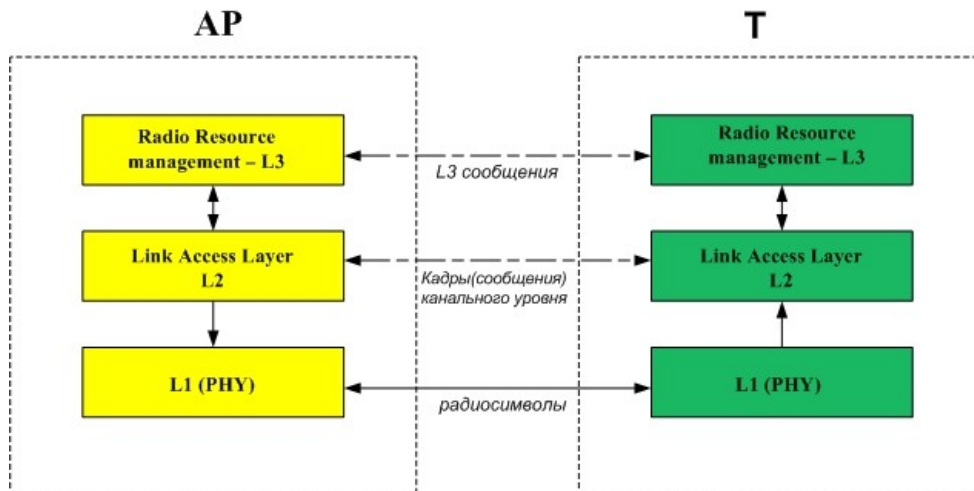 AP
T
Radio Resource
management – L3
Radio Resource
management – L3
L3 сообщения
Link Access Layer
L2
Link Access Layer
L2
Кадры(сообщения)
канального уровня
L1 (PHY)
L1 (PHY)
радиосимволы